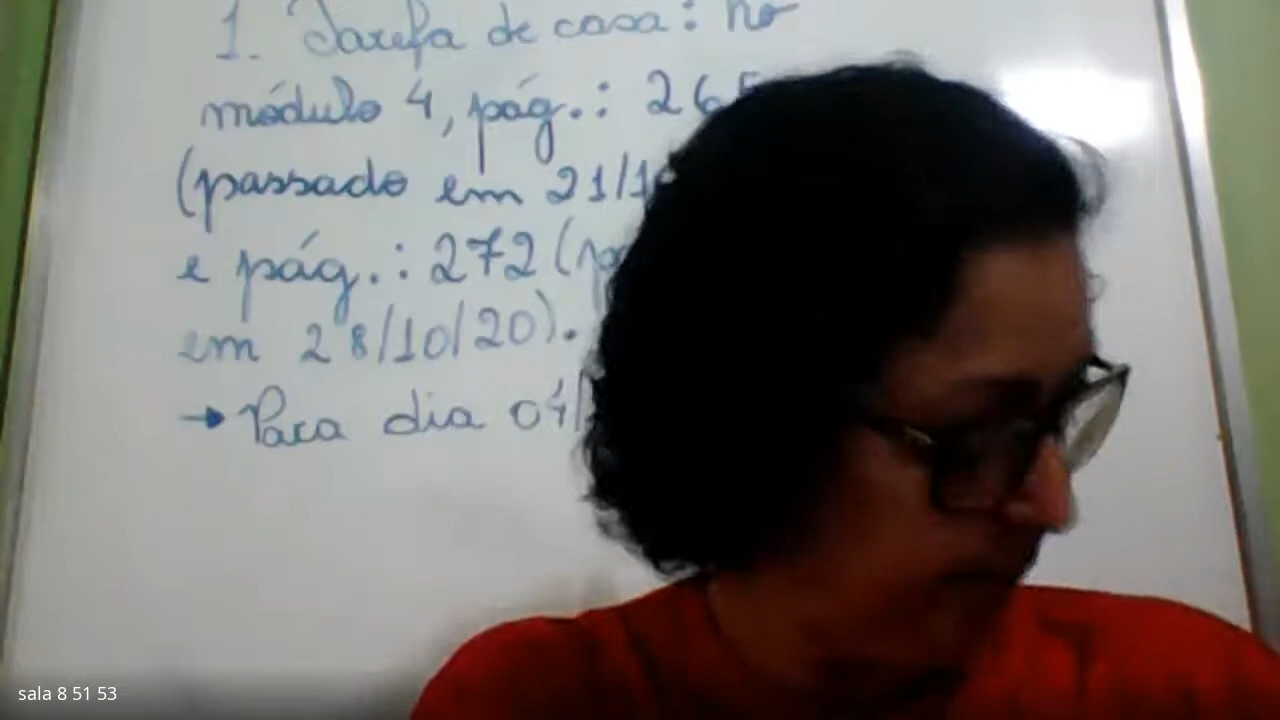 1. Tarefa de casa: no
módulo 4, pág.: 265
(passado em 21/1
e pág.: 272 (
em 28/10/20).
→ Para dia 04/
sala 8 51 53